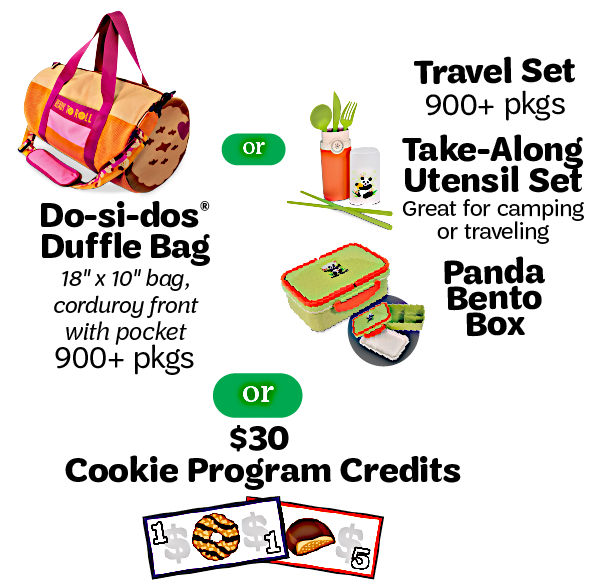 READY TO ROLL
Do-si-dos®
Duffle Bag
18" x 10" bag,
corduroy front
with pocket
900+ pkgs
or
Travel Set
900+ pkgs
Take-Along
Utensil Set
Great for camping
or traveling
Panda
Bento
Box
or
$30
Cookie Program Credits
1 $ $ 1
$ 5